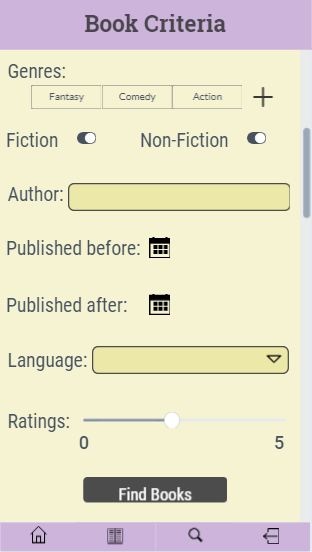 Book Criteria
Genres:
Fantasy Comedy Action
Fiction Non-Fiction
Author:
Published before:
Published after:
Language:
Ratings:
0 5
Find Books